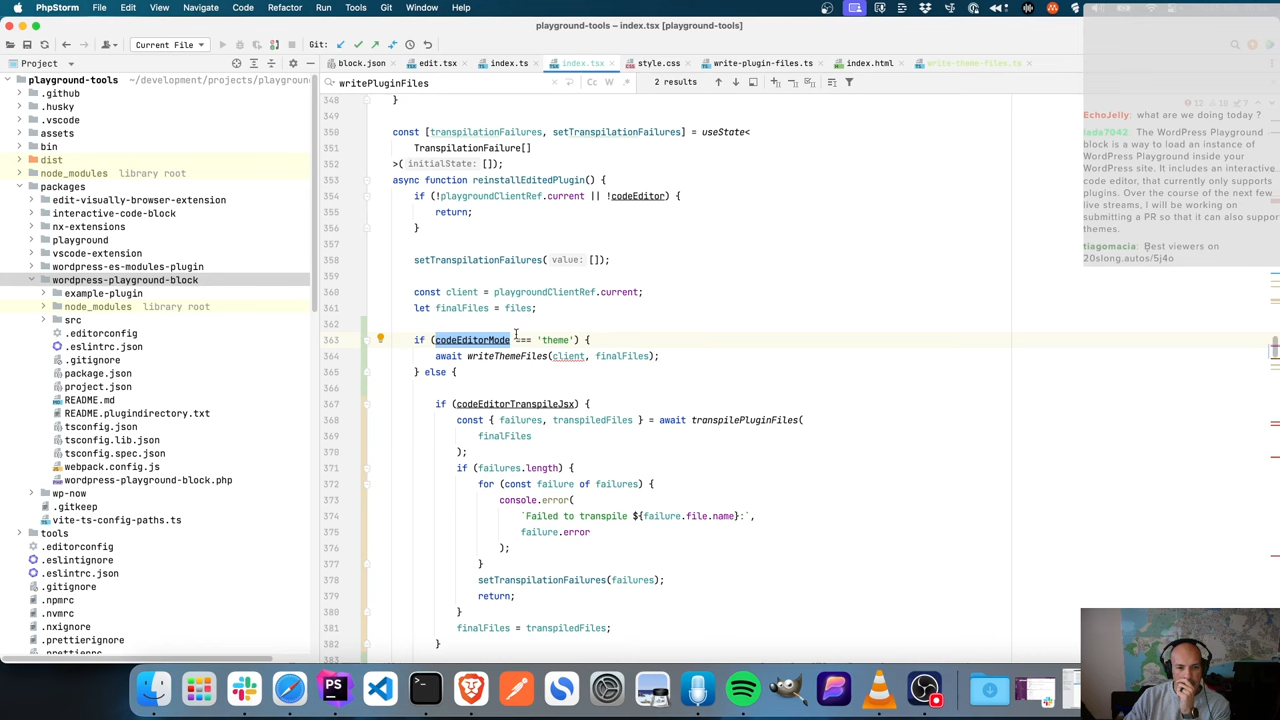 PhpStorm File Edit View Navigate Code Refactor Run Tools Git Window Help
playground-tools – index.tsx [playground-tools]
Current File Git:
Project block.json edit.tsx index.ts index.tsx style.css write-plugin-files.ts index.html write-theme-files.ts
playground-tools ~/development/projects/playgroun
writePluginFiles Cc W .* 2 results
.github
.husky
.vscode
assets
bin
dist
node_modules library root
packages
edit-visually-browser-extension
interactive-code-block
nx-extensions
playground
vscode-extension
wordpress-es-modules-plugin
wordpress-playground-block
example-plugin
node_modules library root
src
.editorconfig
.eslintrc.json
.gitignore
package.json
project.json
README.md
README.plugindirectory.txt
tsconfig.json
tsconfig.lib.json
tsconfig.spec.json
webpack.config.js
wordpress-playground-block.php
wp-now
.gitkeep
vite-ts-config-paths.ts
tools
.editorconfig
.eslintignore
.eslintrc.json
.gitignore
.npmrc
.nvmrc
.nxignore
.prettierignore
.prettierrc
348 }
349
350 const [transpilationFailures, setTranspilationFailures] = useState<
351 TranspilationFailure[]
352 >( initialState: []);
353 async function reinstallEditedPlugin() {
354 if (!playgroundClientRef.current || !codeEditor) {
355 return;
356 }
357
358 setTranspilationFailures( value: []);
359
360 const client = playgroundClientRef.current;
361 let finalFiles = files;
362
363 if (codeEditorMode === 'theme') {
364 await writeThemeFiles(client, finalFiles);
365 } else {
366
367 if (codeEditorTranspileJsx) {
368 const { failures, transpiledFiles } = await transpilePluginFiles(
369 finalFiles
370 );
371 if (failures.length) {
372 for (const failure of failures) {
373 console.error(
374 `Failed to transpile ${failure.file.name}:`,
375 failure.error
376 );
377 }
378 setTranspilationFailures(failures);
379 return;
380 }
381 finalFiles = transpiledFiles;
382 }
383
12 18 7
EchoJelly: what are we doing today ?
lada7042: The WordPress Playground
block is a way to load an instance of
WordPress Playground inside your
WordPress site. It includes an interactive
code editor, that currently only supports
plugins. Over the course of the next few
live streams, I will be working on
submitting a PR so that it can also support
themes.
tiagomacia: Best viewers on
20slong.autos/5j4o